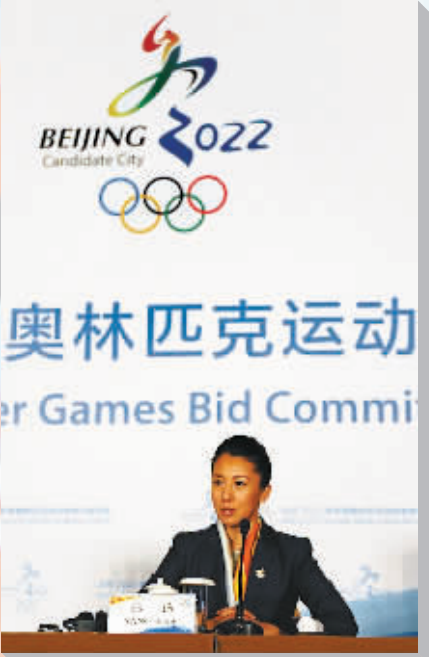 BEIJING 2022
Candidate City
奥林匹克运动
er Games Bid Commi